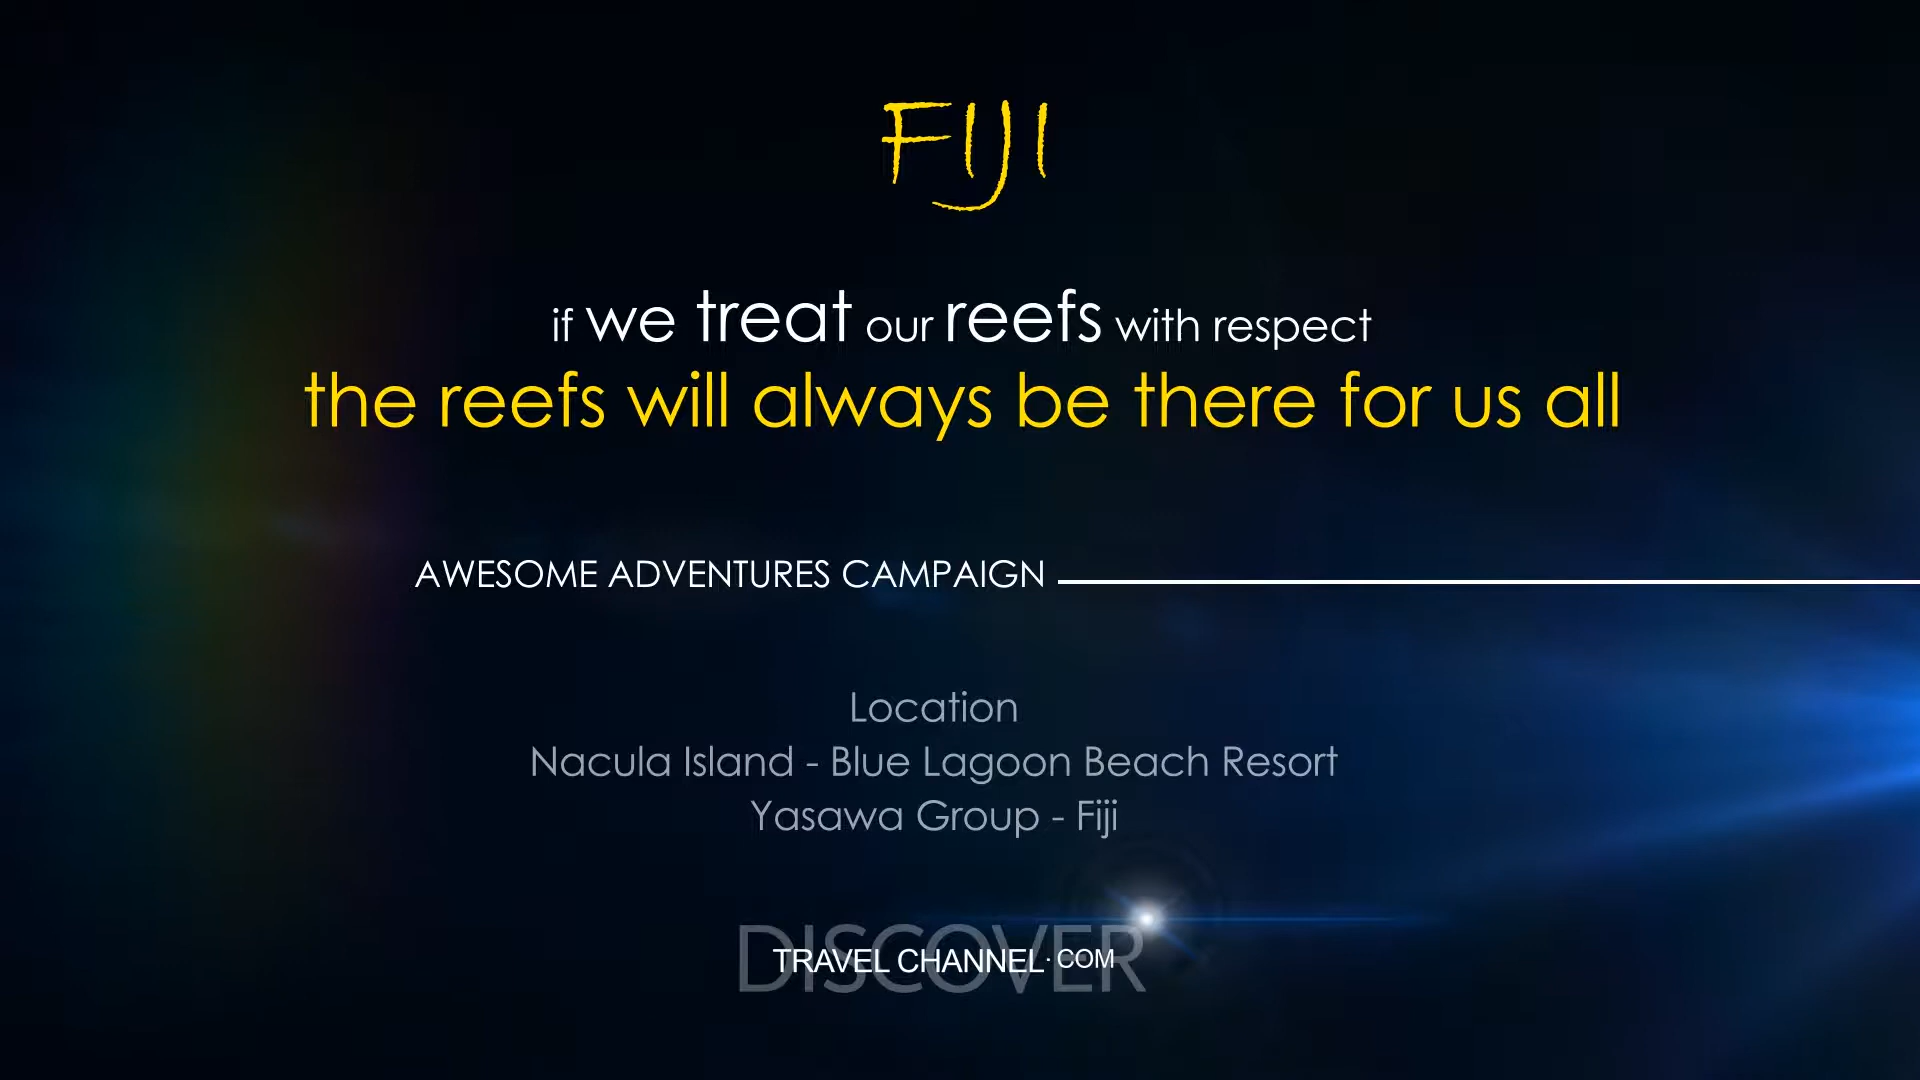 FIJI
if we treat our reefs with respect
the reefs will always be there for us all
AWESOME ADVENTURES CAMPAIGN
Location
Nacula Island - Blue Lagoon Beach Resort
Yasawa Group - Fiji
DISCOVER
TRAVEL CHANNEL.COM